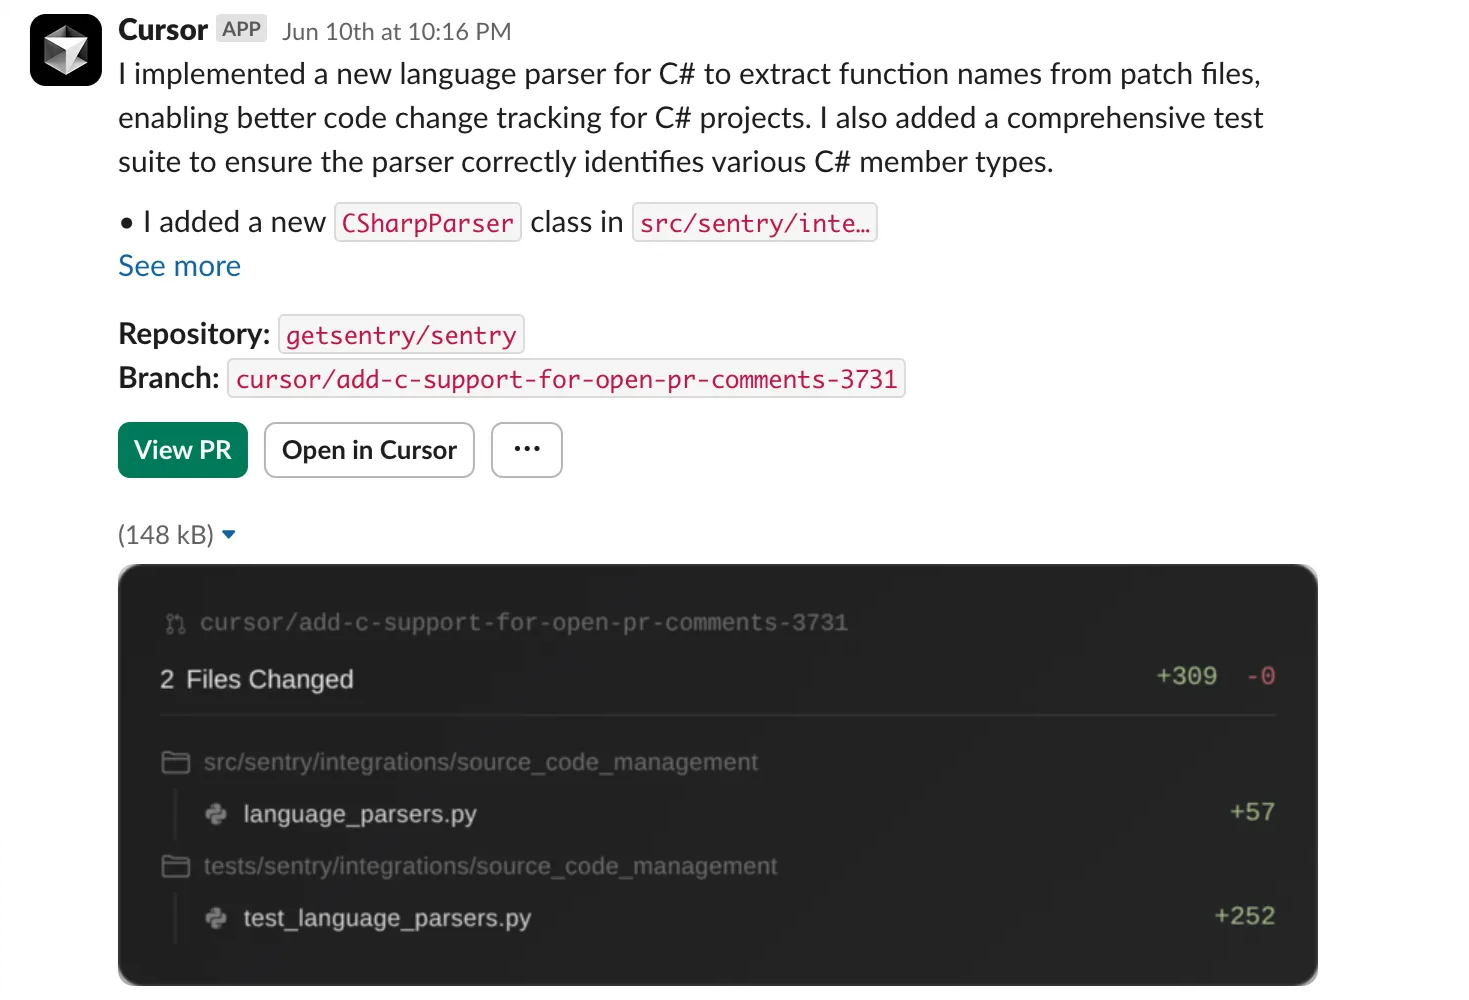 Cursor APP Jun 10th at 10:16 PM
I implemented a new language parser for C# to extract function names from patch files,
enabling better code change tracking for C# projects. I also added a comprehensive test
suite to ensure the parser correctly identifies various C# member types.
• I added a new CSharpParser class in src/sentry/inte…
See more
Repository: getsentry/sentry
Branch: cursor/add-c-support-for-open-pr-comments-3731
View PR Open in Cursor ...
(148 kB)
cursor/add-c-support-for-open-pr-comments-3731
2 Files Changed +309 -0
src/sentry/integrations/source_code_management
language_parsers.py +57
tests/sentry/integrations/source_code_management
test_language_parsers.py +252